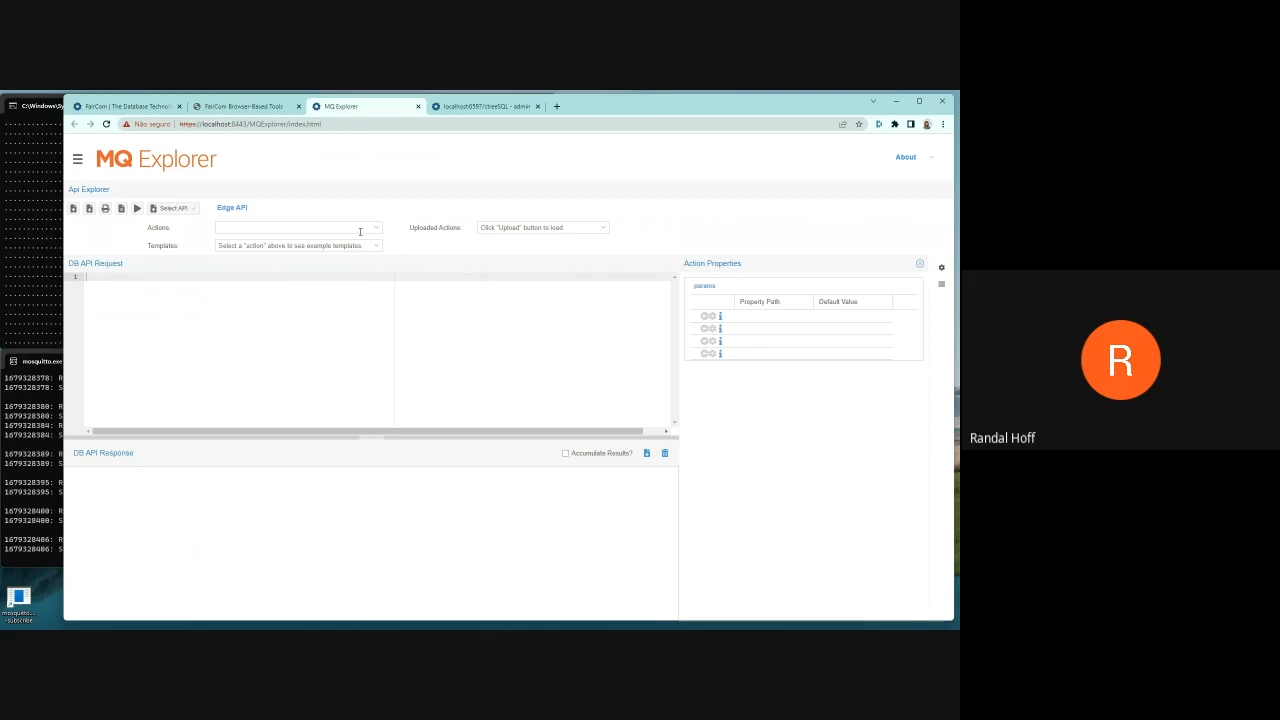 C:\Windows\Sy
FairCom | The Database Technol
FairCom Browser-Based Tools
MQ Explorer
localhost:6597/ctreeSQL - admin
Não seguro
https://localhost:8443/MQExplorer/index.html
MQ Explorer
About
Api Explorer
Select API
Edge API
Actions:
Uploaded Actions:
Click "Upload" button to load
Templates:
Select a "action" above to see example templates
DB API Request
Action Properties
1
params
Property Path
Default Value
mosquitto.exe
1679328378: R
1679328378: S
1679328380: R
1679328380: S
1679328384: R
1679328384: S
1679328389: R
1679328389: S
1679328395: R
1679328395: S
1679328400: R
1679328400: S
1679328406: R
1679328406: S
DB API Response
Accumulate Results?
mosquitto...
-subscribe
R
Randal Hoff